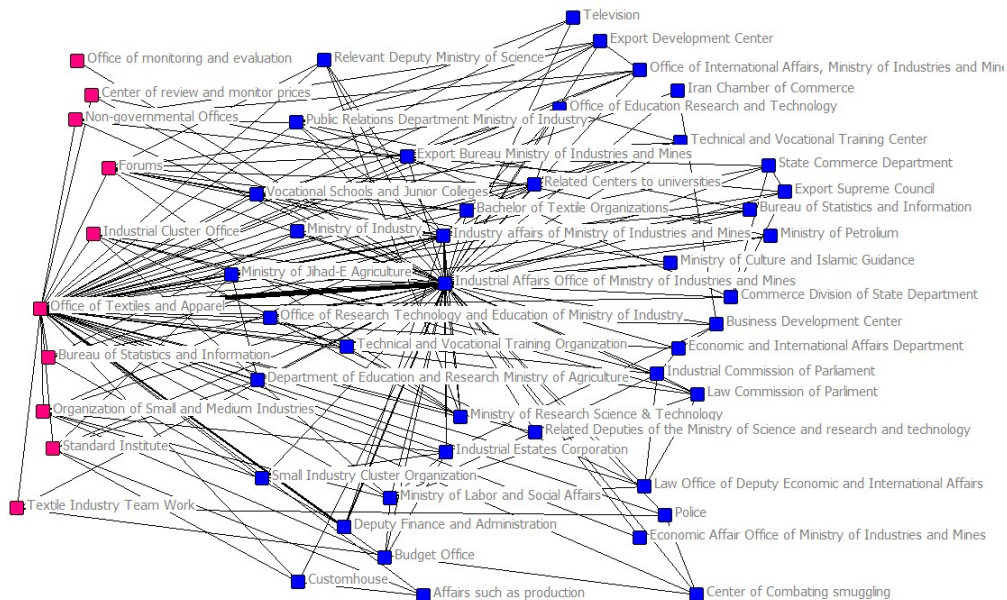 Television
Export Development Center
Office of monitoring and evaluation
Relevant Deputy Ministry of Science
Office of International Affairs, Ministry of Industries and Mine
Iran Chamber of Commerce
Center of review and monitor prices
Office of Education Research and Technology
Non-governmental Offices
Public Relations Department Ministry of Industry
Technical and Vocational Training Center
Export Bureau Ministry of Industries and Mines
Forums
State Commerce Department
Related Centers to universities
Export Supreme Council
Vocational Schools and Junior Colleges
Bachelor of Textile Organizations
Bureau of Statistics and Information
Industrial Cluster Office
Ministry of Industry
Industry affairs of Ministry of Industries and Mines
Ministry of Petrolium
Ministry of Culture and Islamic Guidance
Ministry of Jihad-E Agriculture
Industrial Affairs Office of Ministry of Industries and Mines
Commerce Division of State Department
Office of Textiles and Apparel
Office of Research Technology and Education of Ministry of Industry
Business Development Center
Technical and Vocational Training Organization
Economic and International Affairs Department
Bureau of Statistics and Information
Industrial Commission of Parliament
Department of Education and Research Ministry of Agriculture
Law Commission of Parliment
Organization of Small and Medium Industries
Ministry of Research Science & Technology
Related Deputies of the Ministry of Science and research and technology
Standard Institute
Industrial Estates Corporation
Small Industry Cluster Organization
Law Office of Deputy Economic and International Affairs
Ministry of Labor and Social Affairs
Textile Industry Team Work
Police
Deputy Finance and Administration
Economic Affair Office of Ministry of Industries and Mines
Budget Office
Customhouse
Affairs such as production
Center of Combating smuggling